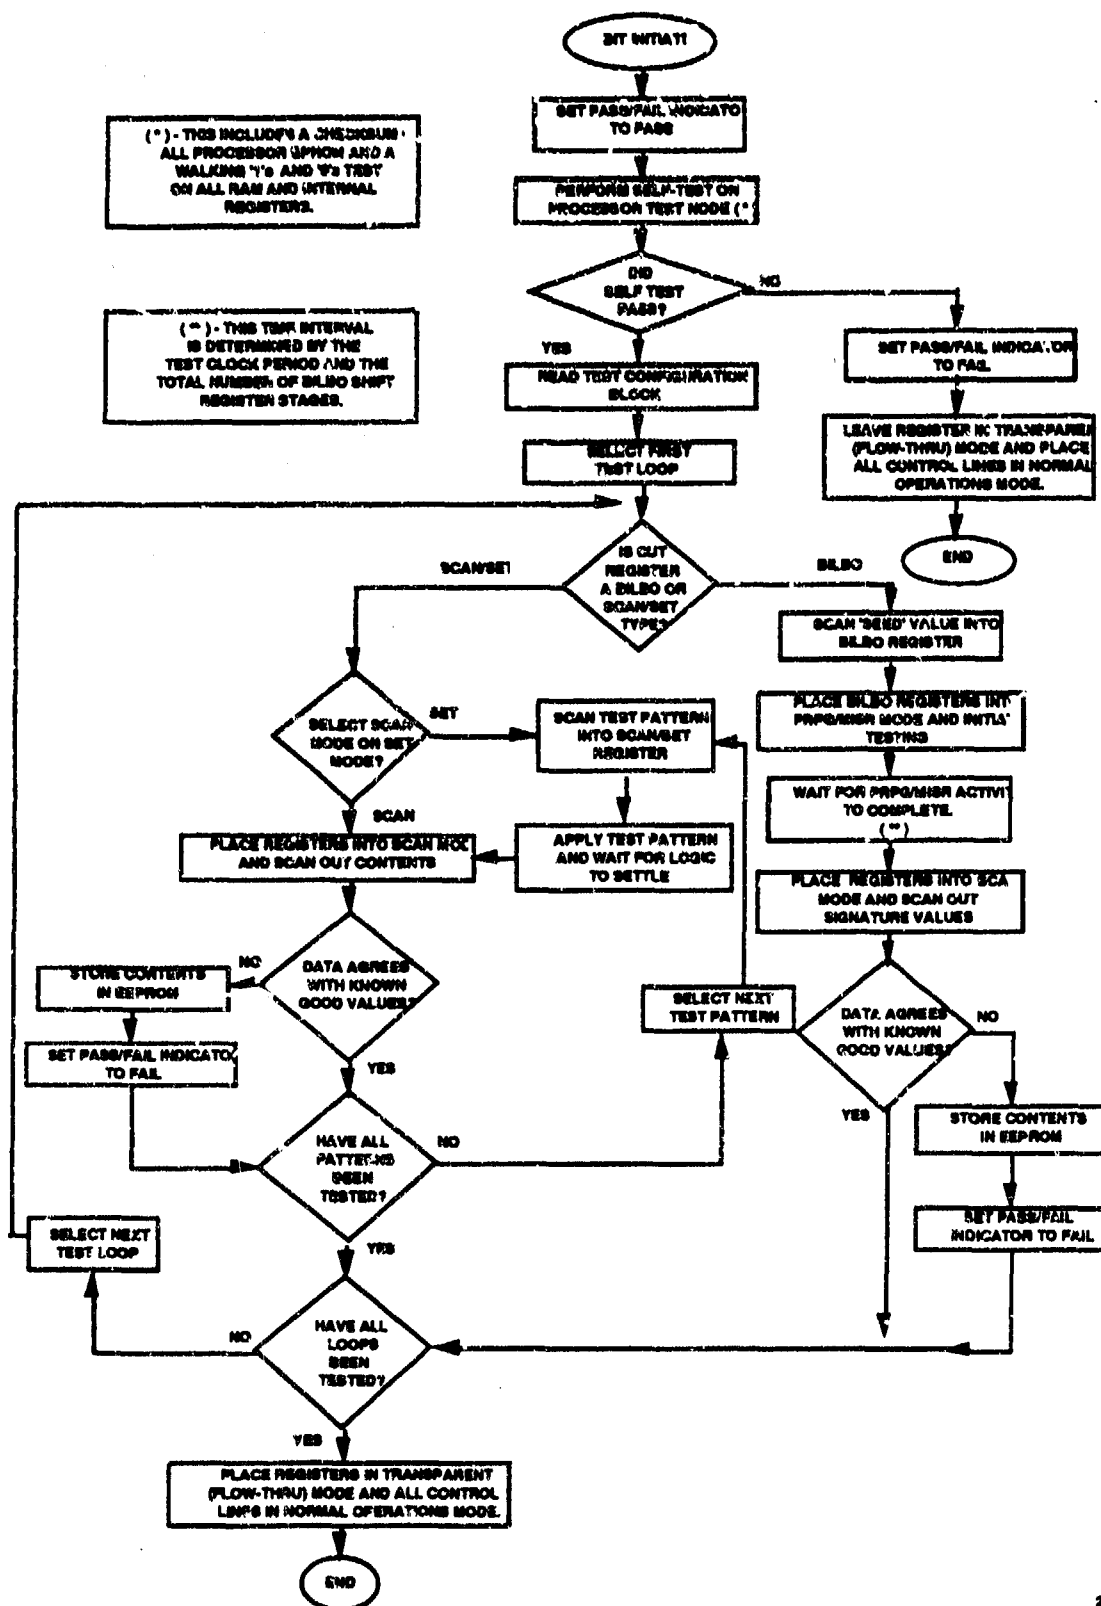 BIT INITIATE
SET PASS/FAIL INDICATO
TO PASS
(*) - THIS INCLUDES A CHECKSUM
ALL PROCESSOR EPROM AND A
WALKING '1's AND '0's TEST
ON ALL RAM AND INTERNAL
REGISTERS.
PERFORM SELF-TEST ON
PROCESSOR TEST NODE (*
DID
SELF TEST
PASS?
NO
YES
(**) - THIS TIME INTERVAL
IS DETERMINED BY THE
TEST CLOCK PERIOD AND THE
TOTAL NUMBER OF BILBO SHIFT
REGISTER STAGES.
SET PASS/FAIL INDICATOR
TO FAIL
READ TEST CONFIGURATION
BLOCK
LEAVE REGISTER IN TRANSPAREN
(FLOW-THRU) MODE AND PLACE
ALL CONTROL LINES IN NORMAL
OPERATIONS MODE.
SELECT FIRST
TEST LOOP
END
IS CUT
REGISTER
A BILBO OR
SCAN/SET
TYPE?
SCAN/SET
BILBO
SCAN 'SEED' VALUE INTO
BILBO REGISTER
SELECT SCAN
MODE OR SET
MODE?
SET
SCAN
SCAN TEST PATTERN
INTO SCAN/SET
REGISTER
PLACE BILBO REGISTERS INT
PRPG/MISR MODE AND INITIAT
TESTING
WAIT FOR PRPG/MISR ACTIVIT
TO COMPLETE.
(**)
PLACE REGISTERS INTO SCAN MOD
AND SCAN OUT CONTENTS
APPLY TEST PATTERN
AND WAIT FOR LOGIC
TO SETTLE
PLACE REGISTERS INTO SCA
MODE AND SCAN OUT
SIGNATURE VALUES
DATA AGREES
WITH KNOWN
GOOD VALUES?
NO
YES
STORE CONTENTS
IN EEPROM
SELECT NEXT
TEST PATTERN
DATA AGREES
WITH KNOWN
GOOD VALUES?
NO
YES
SET PASS/FAIL INDICATO
TO FAIL
HAVE ALL
PATTERNS
BEEN
TESTED?
NO
YES
STORE CONTENTS
IN EEPROM
SET PASS/FAIL
INDICATOR TO FAIL
SELECT NEXT
TEST LOOP
HAVE ALL
LOOPS
BEEN
TESTED?
NO
YES
PLACE REGISTERS IN TRANSPARENT
(FLOW-THRU) MODE AND ALL CONTROL
LINES IN NORMAL OPERATIONS MODE.
END